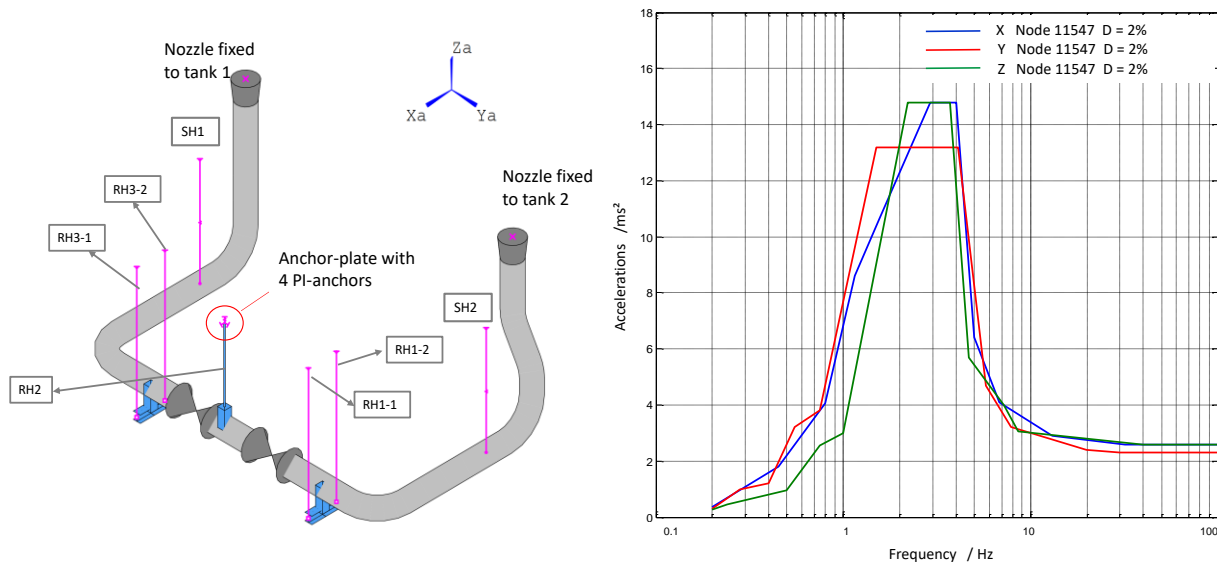 Nozzle fixed
to tank 1
SH1
RH3-2
RH3-1
Za
Xa
Ya
Nozzle fixed
to tank 2
Anchor-plate with
4 PI-anchors
SH2
RH1-2
RH1-1
RH2
X Node 11547 D = 2%
Y Node 11547 D = 2%
Z Node 11547 D = 2%
18
16
14
12
10
8
6
4
2
0
Accelerations /ms²
0.1
1
10
100
Frequency / Hz